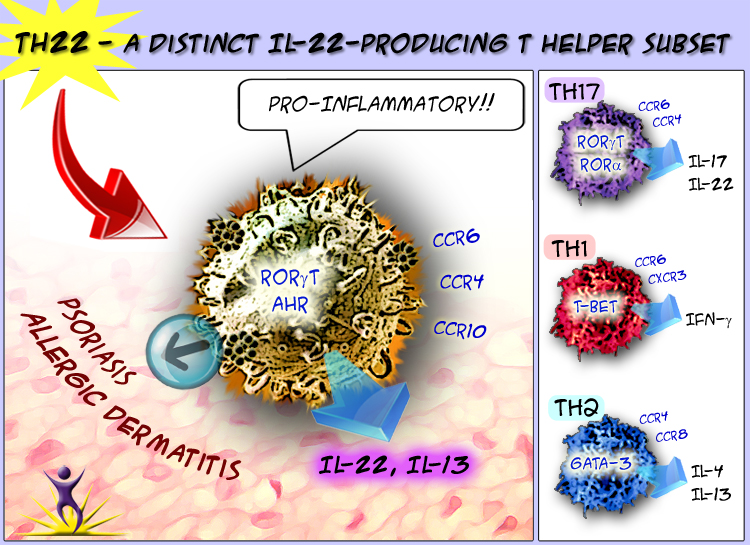 TH22 - A DISTINCT IL-22-PRODUCING T HELPER SUBSET
PRO-INFLAMMATORY!!
RORγT
AHR
CCR6
CCR4
CCR10
PSORIASIS
ALLERGIC DERMATITIS
IL-22, IL-13
TH17
CCR6
CCR4
RORγT
RORα
IL-17
IL-22
TH1
CCR6
CXCR3
T-BET
IFN-γ
TH2
CCR4
CCR8
GATA-3
IL-4
IL-13